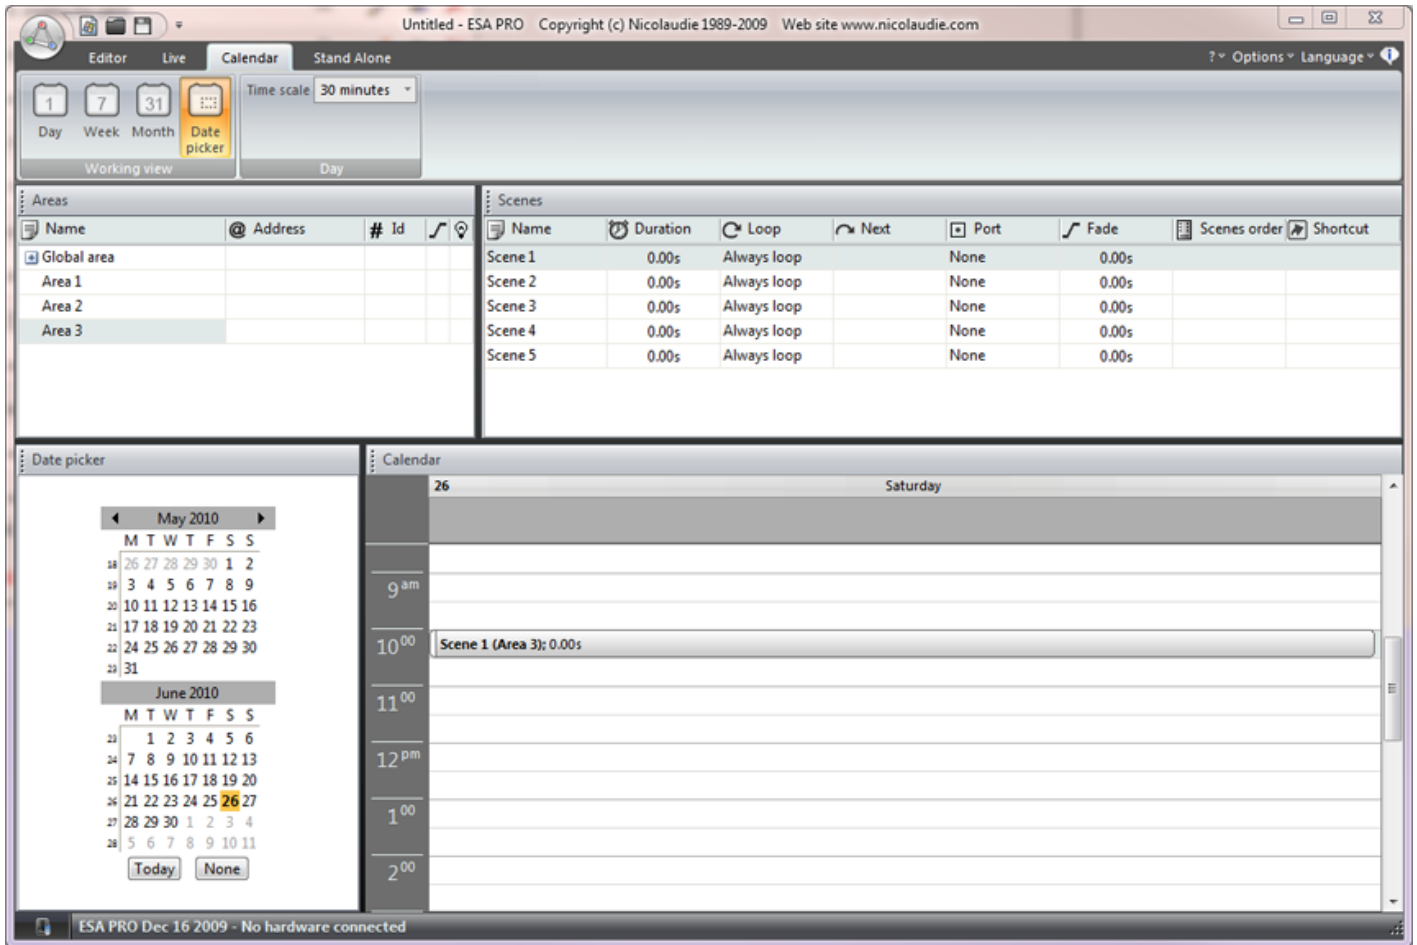 Untitled - ESA PRO Copyright (c) Nicolaudie 1989-2009 Web site www.nicolaudie.com
Editor Live Calendar Stand Alone ? Options Language
1 7 31 Time scale 30 minutes
Day Week Month Date picker
Working view Day
Areas
Name @ Address # Id
Global area
Area 1
Area 2
Area 3
Scenes
Name Duration Loop Next Port Fade Scenes order Shortcut
Scene 1 0.00s Always loop None 0.00s
Scene 2 0.00s Always loop None 0.00s
Scene 3 0.00s Always loop None 0.00s
Scene 4 0.00s Always loop None 0.00s
Scene 5 0.00s Always loop None 0.00s
Date picker
May 2010
M T W T F S S
18 26 27 28 29 30 1 2
19 3 4 5 6 7 8 9
20 10 11 12 13 14 15 16
21 17 18 19 20 21 22 23
22 24 25 26 27 28 29 30
23 31
June 2010
M T W T F S S
23 1 2 3 4 5 6
24 7 8 9 10 11 12 13
25 14 15 16 17 18 19 20
26 21 22 23 24 25 26 27
27 28 29 30 1 2 3 4
28 5 6 7 8 9 10 11
Today None
Calendar
26 Saturday
9 am
10 00 Scene 1 (Area 3); 0.00s
11 00
12 pm
1 00
2 00
ESA PRO Dec 16 2009 - No hardware connected